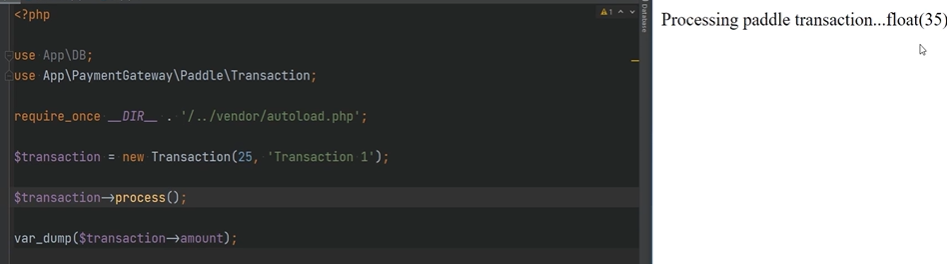 <?php
1
Database
use App\DB;
use App\PaymentGateway\Paddle\Transaction;
require_once __DIR__ . '/../vendor/autoload.php';
$transaction = new Transaction(25, 'Transaction 1');
$transaction->process();
var_dump($transaction->amount);
Processing paddle transaction...float(35)